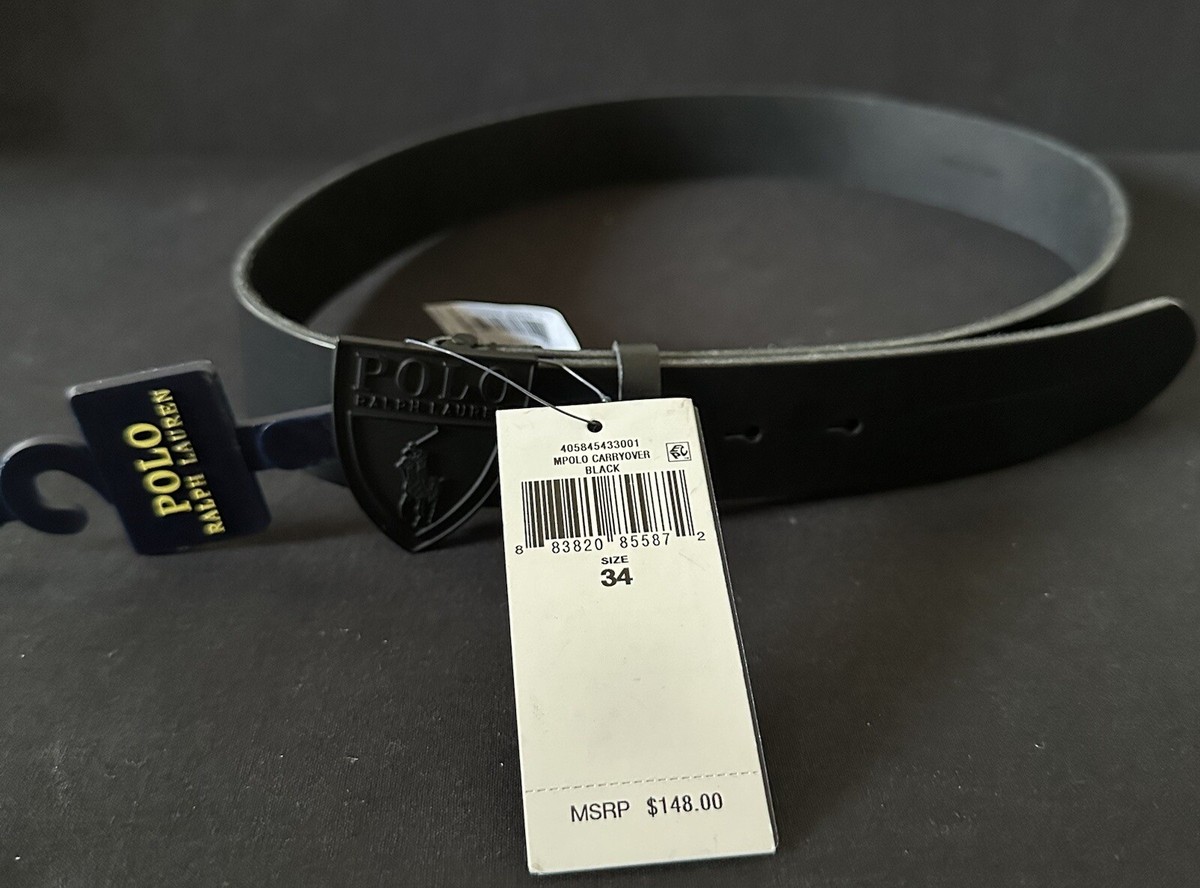 POLO
RALPH LAUREN
POLO
RALPH LAUREN
405845433001
MPOLO CARRYOVER
BLACK
8 83820 85587 2
SIZE
34
MSRP $148.00